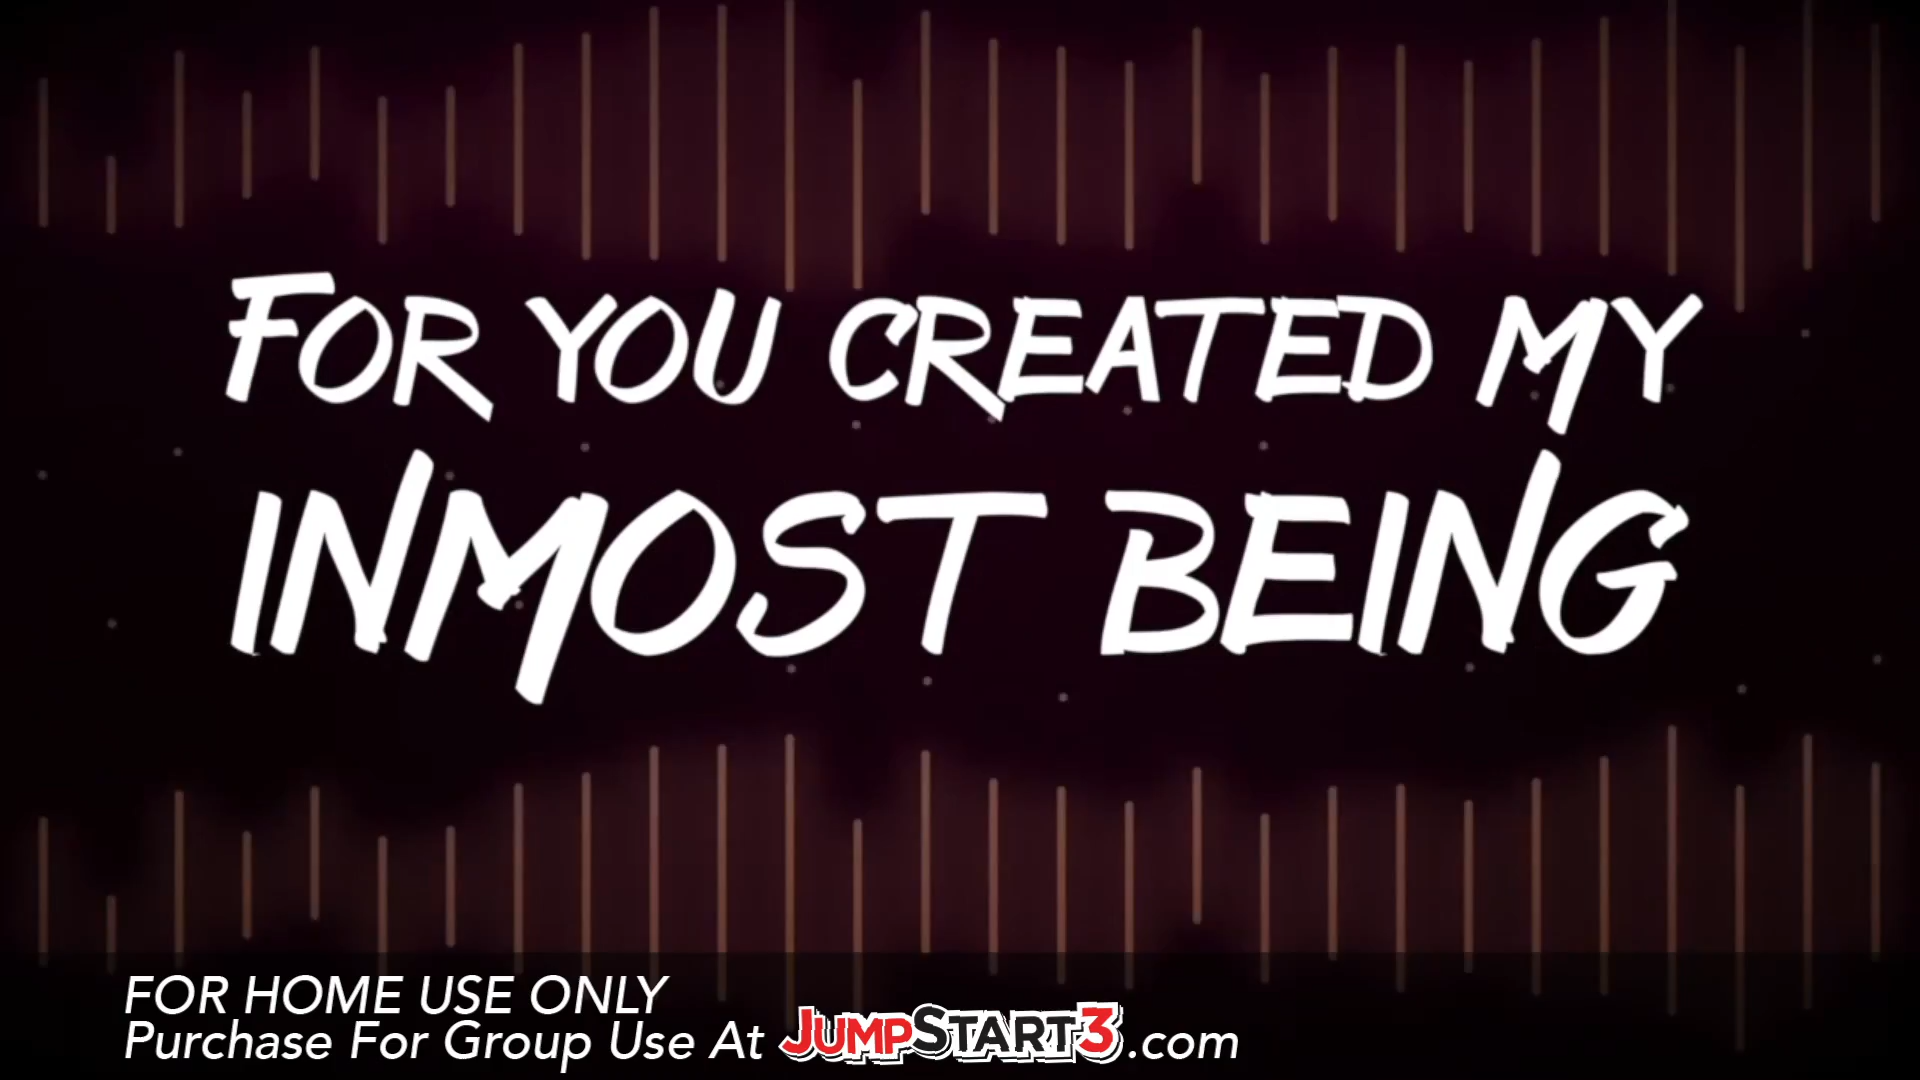 FOR YOU CREATED MY
INMOST BEING
FOR HOME USE ONLY
Purchase For Group Use At JUMPSTART3.com